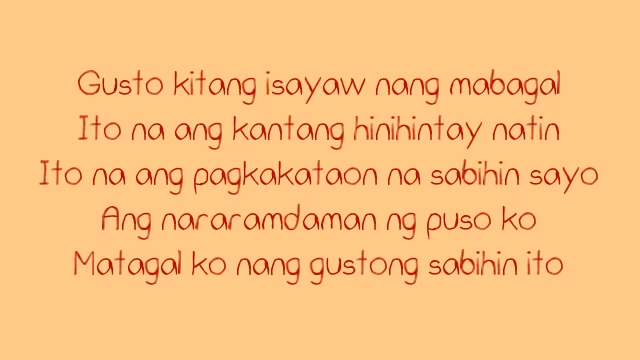 Gusto kitang isayaw nang mabagal
Ito na ang kantang hinihintay natin
Ito na ang pagkakataon na sabihin sayo
Ang nararamdaman ng puso ko
Matagal ko nang gustong sabihin ito